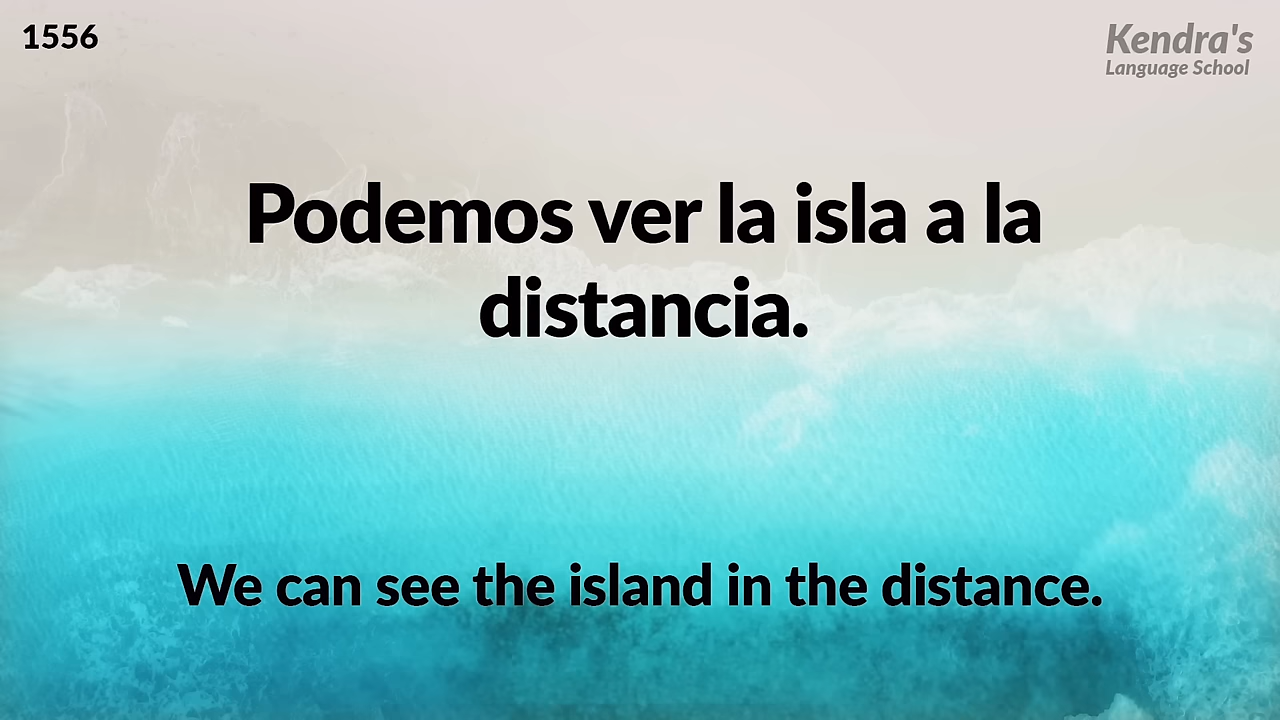 1556
Kendra's
Language School
Podemos ver la isla a la
distancia.
We can see the island in the distance.